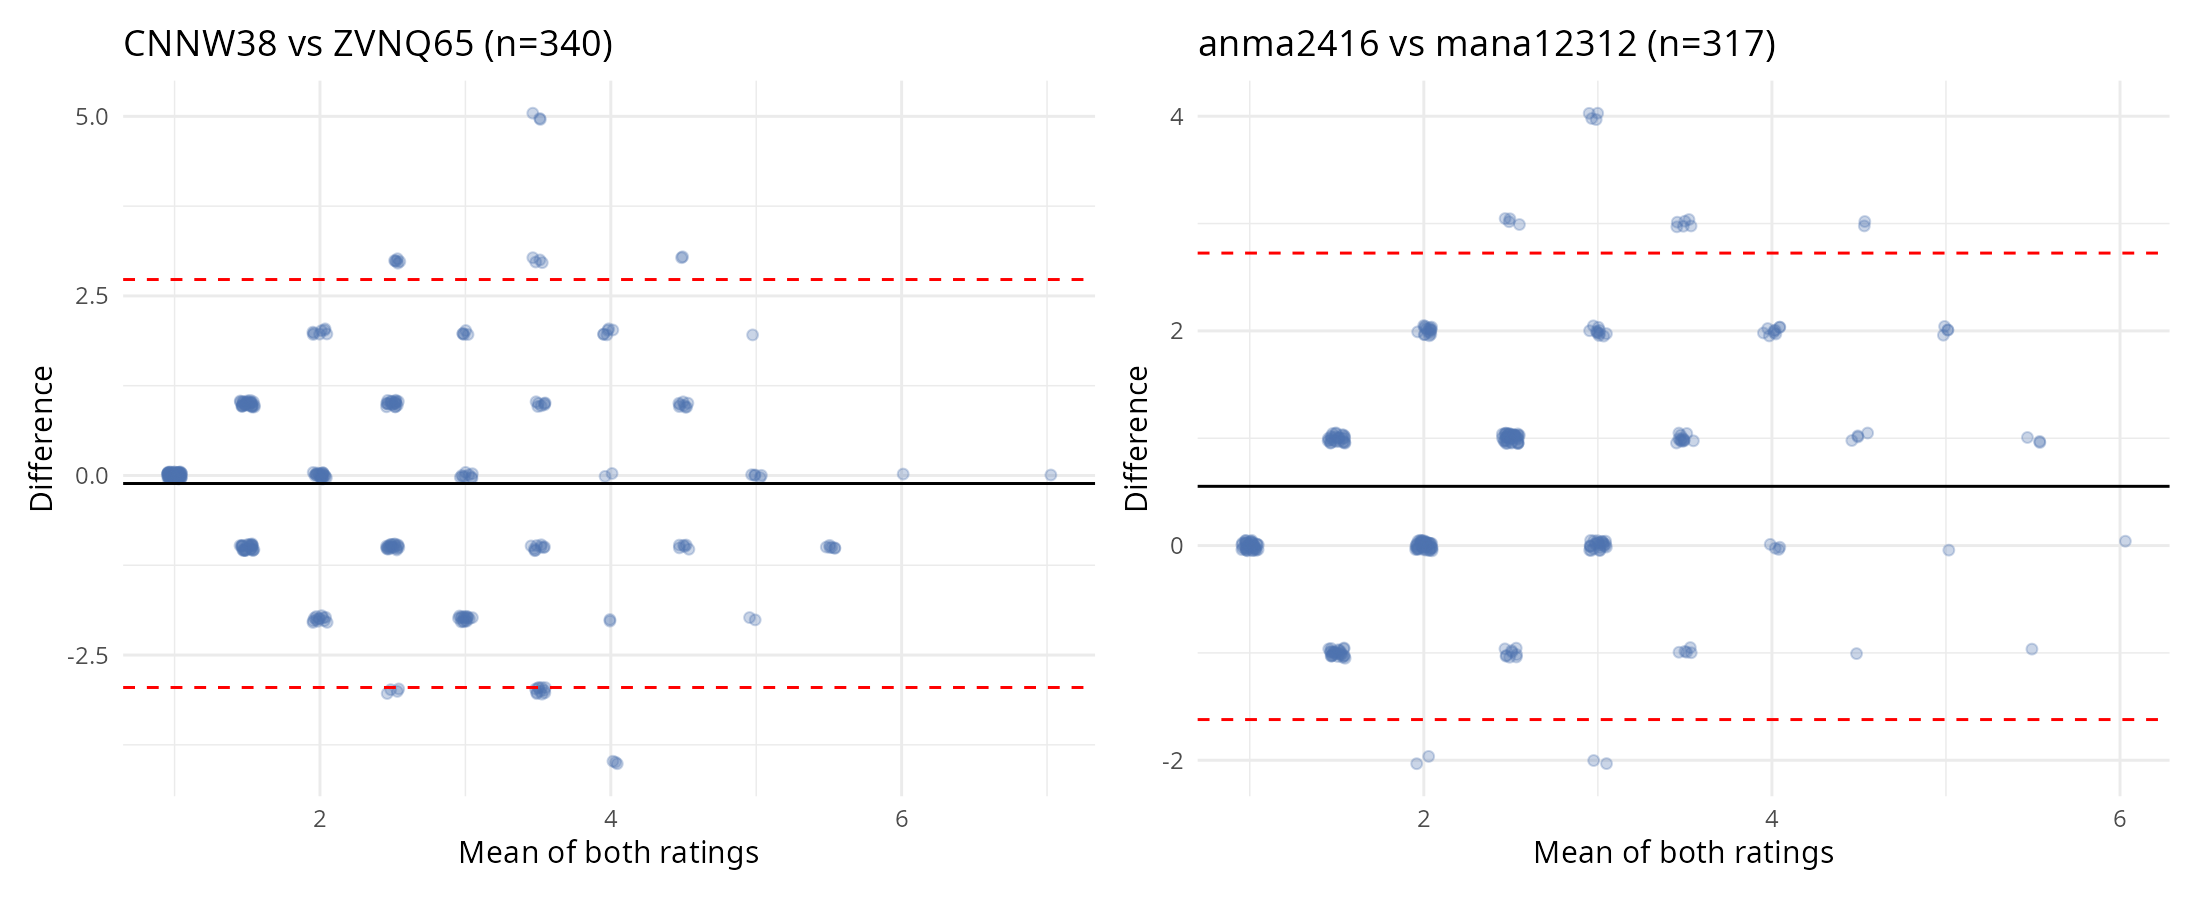 CNNW38 vs ZVNQ65 (n=340)
5.0
2.5
0.0
-2.5
Difference
2
4
6
Mean of both ratings
anma2416 vs mana12312 (n=317)
4
2
0
-2
Difference
2
4
6
Mean of both ratings